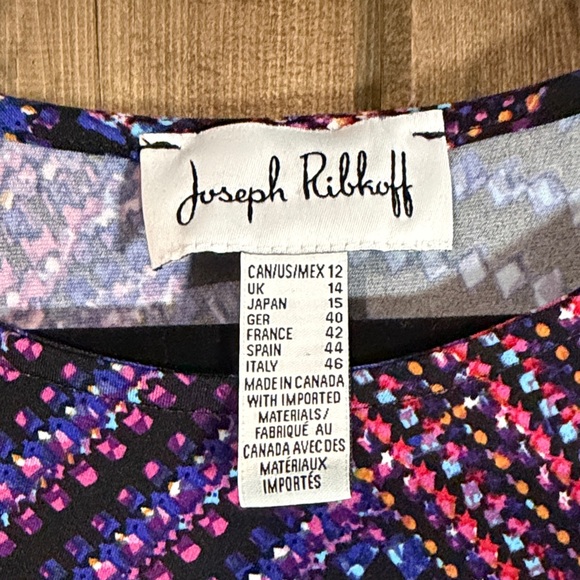 Joseph Ribkoff
CAN/US/MEX 12
UK 14
JAPAN 15
GER 40
FRANCE 42
SPAIN 44
ITALY 46
MADE IN CANADA
WITH IMPORTED
MATERIALS/
FABRIQUÉ AU
CANADA AVEC DES
MATÉRIAUX
IMPORTÉS